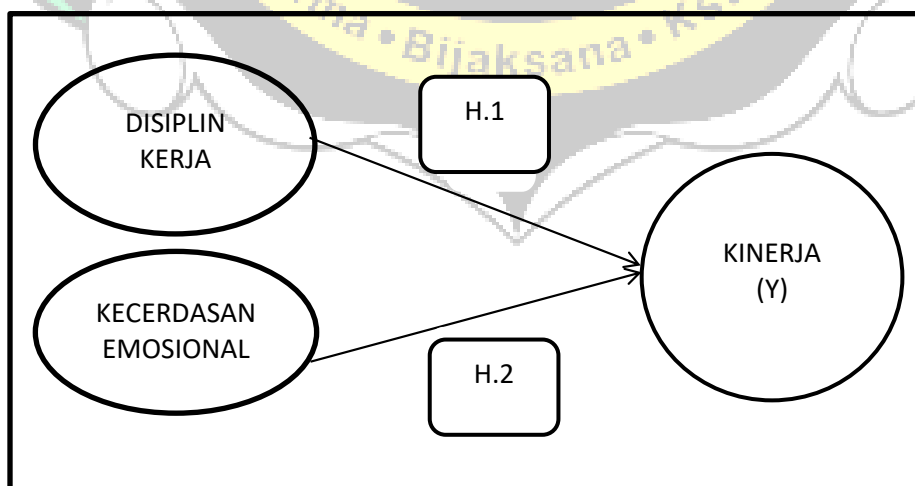 Bijaksana
DISIPLIN
KERJA
H.1
KINERJA
(Y)
KECERDASAN
EMOSIONAL
H.2